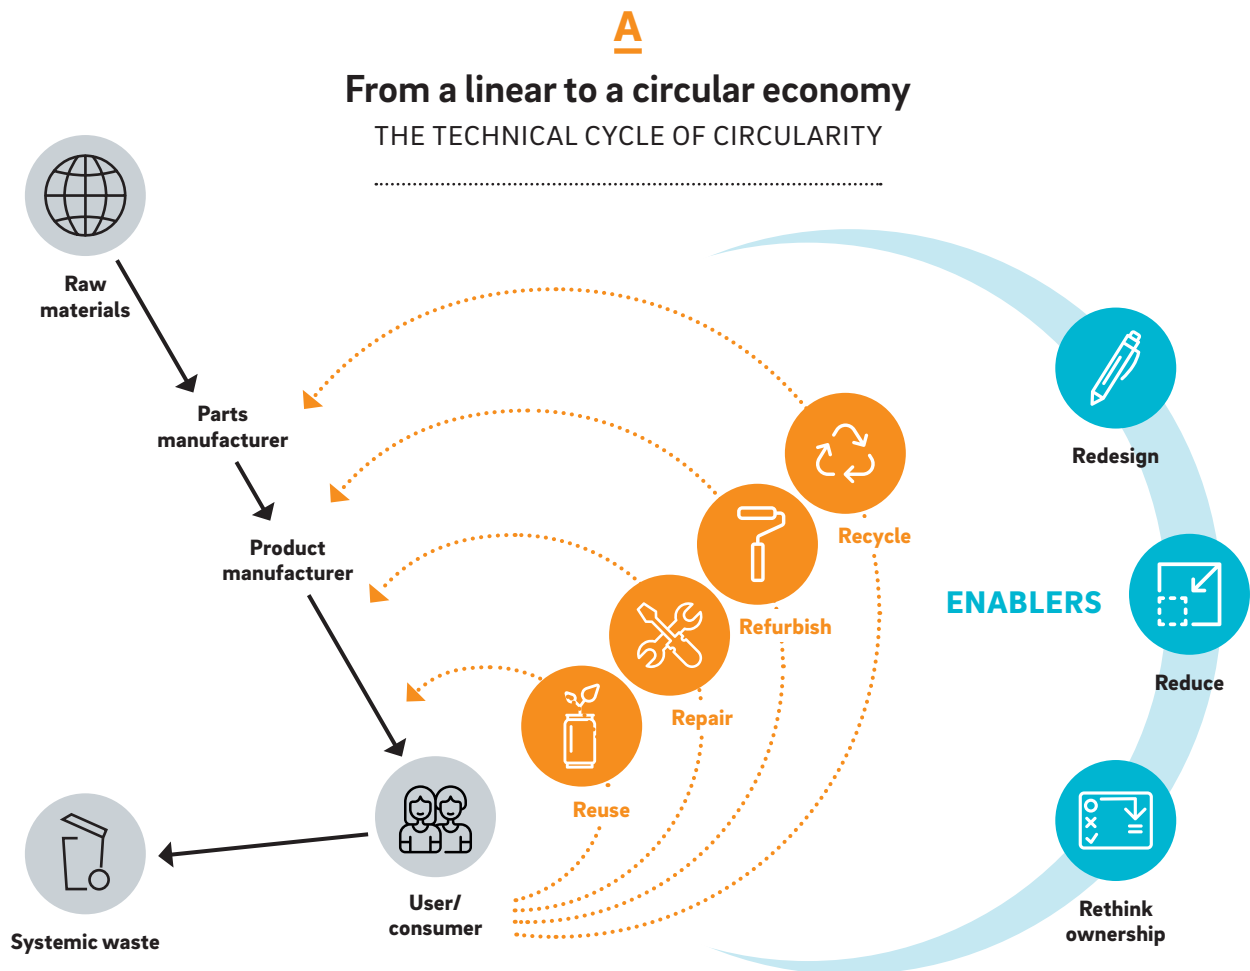 A
From a linear to a circular economy
THE TECHNICAL CYCLE OF CIRCULARITY
Raw
materials
Parts
manufacturer
Product
manufacturer
User/
consumer
Systemic waste
Recycle
Refurbish
Repair
Reuse
ENABLERS
Redesign
Reduce
Rethink
ownership